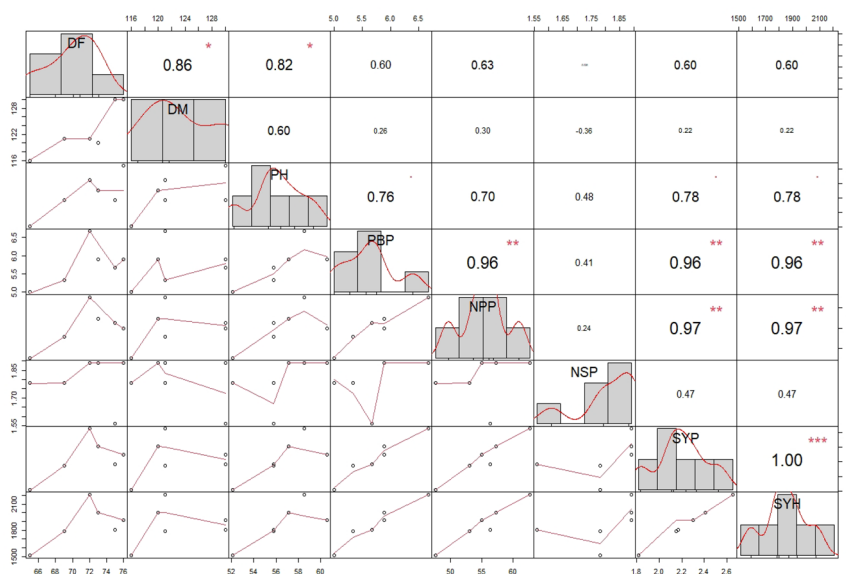 116 120 124 128 5.0 5.5 6.0 6.5 1.55 1.65 1.75 1.85 1500 1700 1900 2100
DF 0.86 * 0.82 * 0.60 0.63 0.60 0.60
116 122 128 DM 0.60 0.26 0.30 -0.36 0.22 0.22
PH 0.76 . 0.70 0.48 0.78 . 0.78 .
5.0 5.5 6.0 6.5 PBP 0.96 ** 0.41 0.96 ** 0.96 **
NPP 0.24 0.97 ** 0.97 **
1.55 1.70 1.85 NSP 0.47 0.47
SYP 1.00 ***
1500 1800 2100 SYH
66 68 70 72 74 76 52 54 56 58 60 50 55 60 1.8 2.0 2.2 2.4 2.6